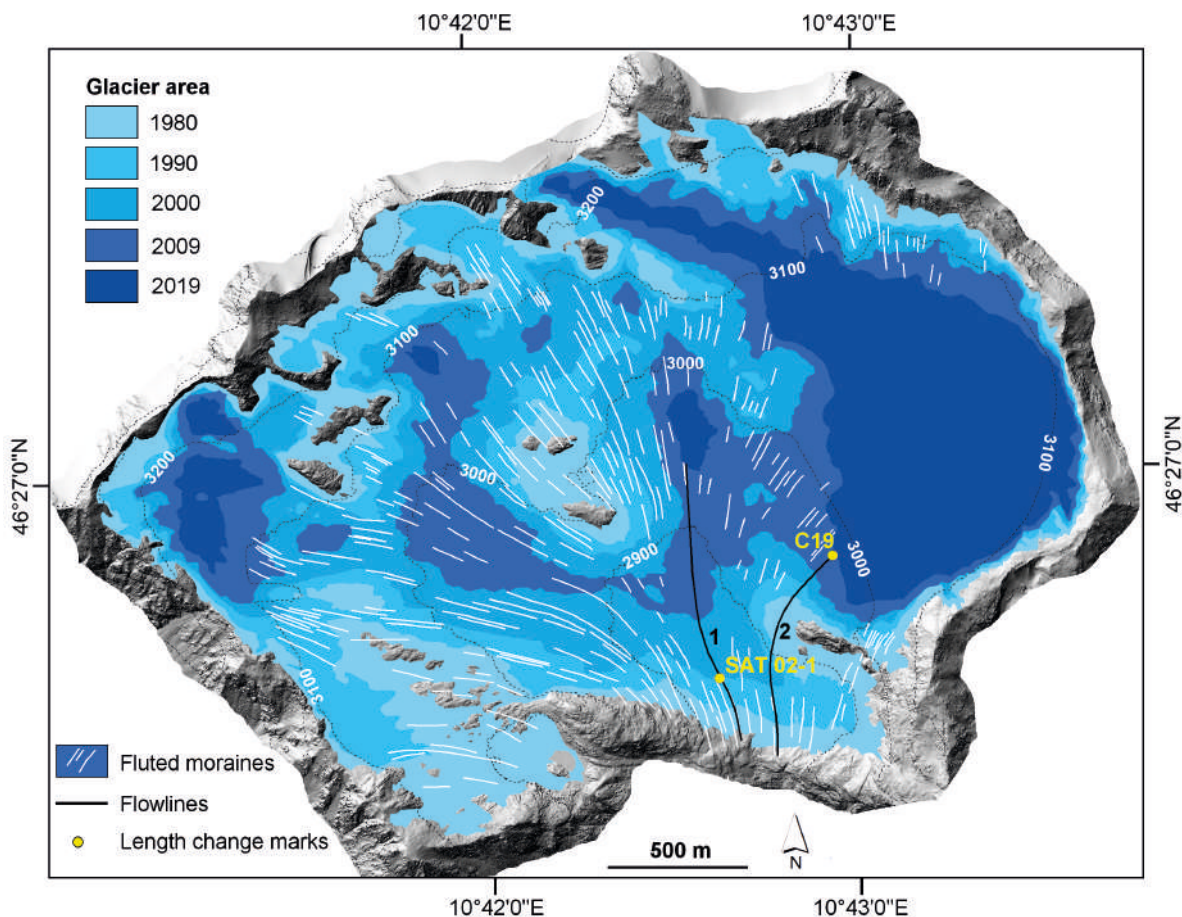 10°42'0"E
10°43'0"E
Glacier area
1980
1990
2000
2009
2019
3200
3100
3100
3000
46°27'0"N
3200
3000
3100
46°27'0"N
2900
C19
3000
1
2
SAT 02-1
3100
Fluted moraines
Flowlines
Length change marks
500 m
N
10°42'0"E
10°43'0"E